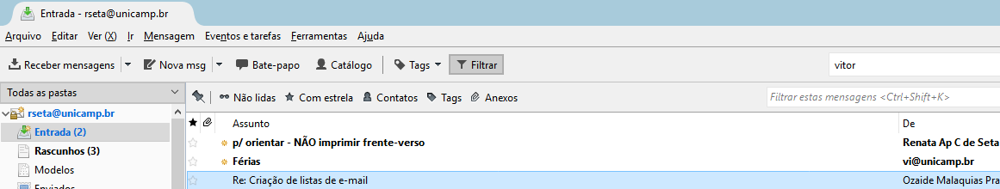 Entrada - rseta@unicamp.br
Arquivo Editar Ver (X) Ir Mensagem Eventos e tarefas Ferramentas Ajuda
Receber mensagens Nova msg Bate-papo Catálogo Tags Filtrar vitor
Todas as pastas Não lidas Com estrela Contatos Tags Anexos Filtrar estas mensagens <Ctrl+Shift+K>
rseta@unicamp.br Assunto De
Entrada (2) p/ orientar - NÃO imprimir frente-verso Renata Ap C de Seta
Rascunhos (3) Férias vi@unicamp.br
Modelos Re: Criação de listas de e-mail Ozaide Malaquias Pra
Enviados